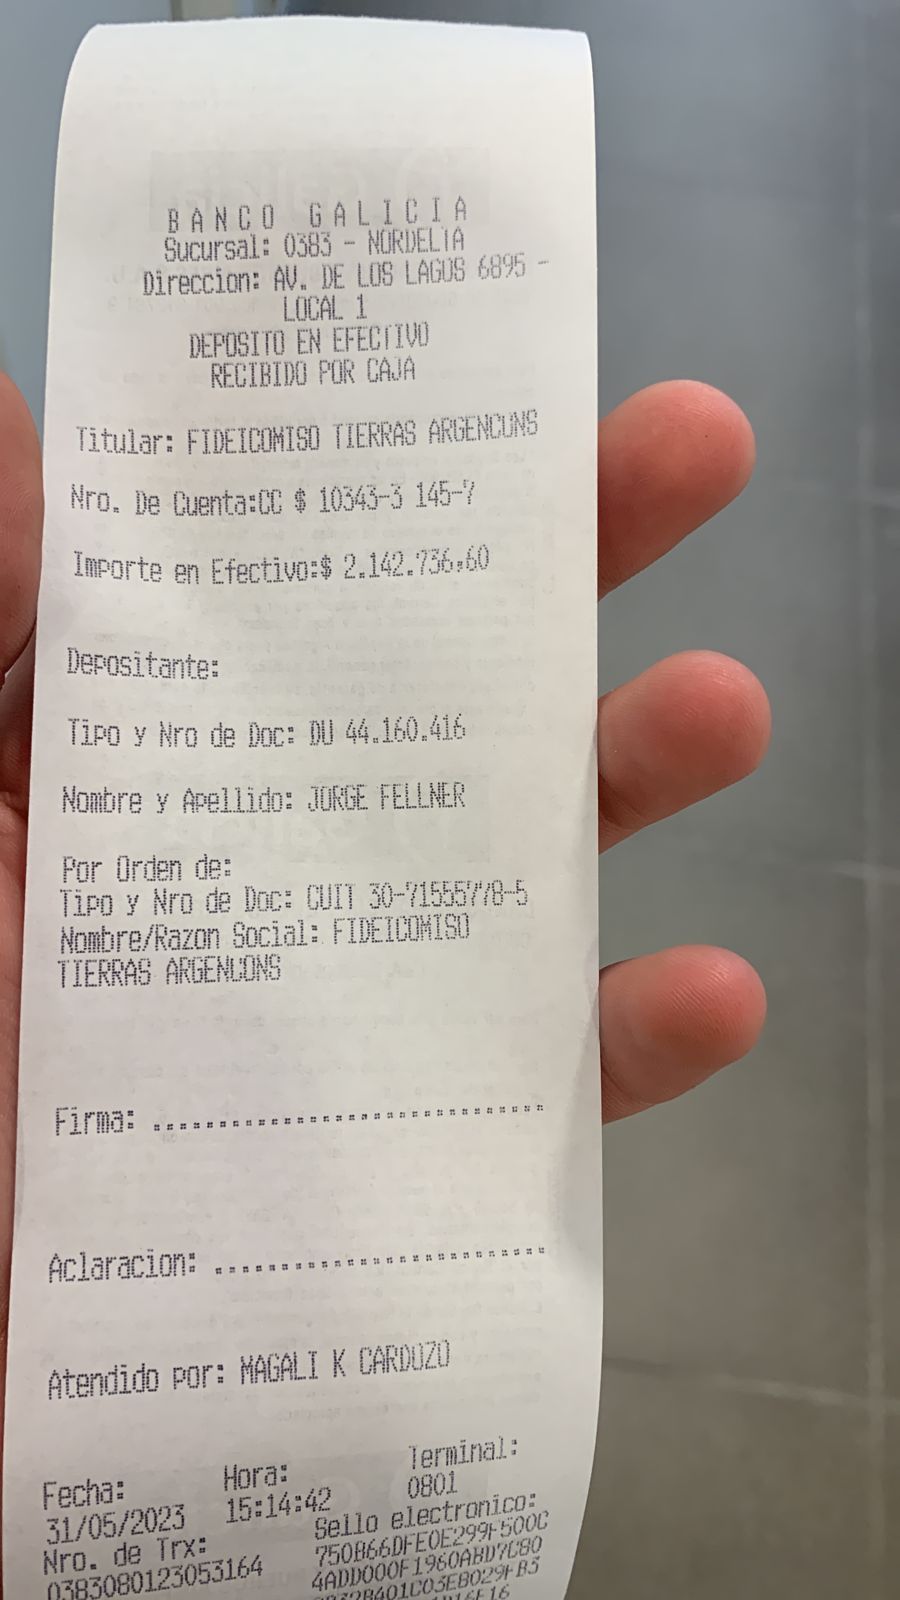 BANCO GALICIA
Sucursal: 0383 - NORDELIA
Direccion: AV. DE LOS LAGOS 6895 -
LOCAL 1
DEPOSITO EN EFECTIVO
RECIBIDO POR CAJA
Titular: FIDEICOMISO TIERRAS ARGENCONS
Nro. De Cuenta:CC $ 10343-3 145-7
Importe en Efectivo:$ 2.142.736,60
Depositante:
Tipo y Nro de Doc: DU 44.160.416
Nombre y Apellido: JORGE FELLNER
Por Orden de:
Tipo y Nro de Doc: CUIT 30-71555778-5
Nombre/Razon Social: FIDEICOMISO
TIERRAS ARGENCONS
Firma: ..............................
Aclaracion: .........................
Atendido por: MAGALI K CARDOZO
Fecha: Hora: Terminal:
31/05/2023 15:14:42 0801
Nro. de Trx: Sello electronico:
0383080123053164 750B66DFE0E299F500C
4ADD000F1960ABD7C80